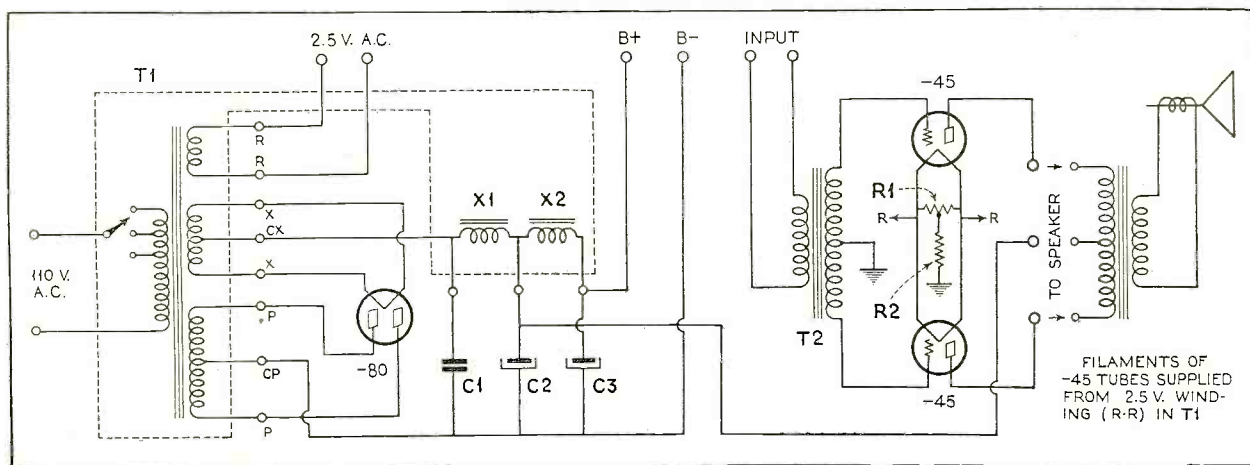 T1
2.5 V. A.C.
B+
B-
INPUT
-45
R
R
X1
X2
X
CX
X
R1
R
R
110 V.
A.C.
P
R2
TO SPEAKER
T2
CP
-80
C1
C2
C3
P
-45
FILAMENTS OF
-45 TUBES SUPPLIED
FROM 2.5 V. WIND-
ING (R-R) IN T1